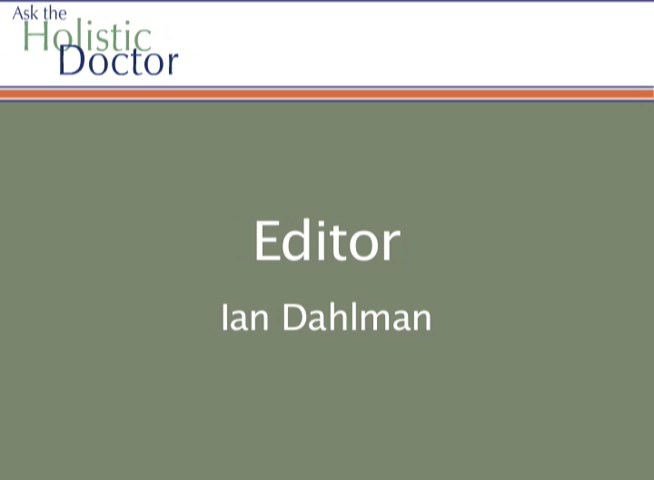 Ask the
Holistic
Doctor
Editor
Ian Dahlman